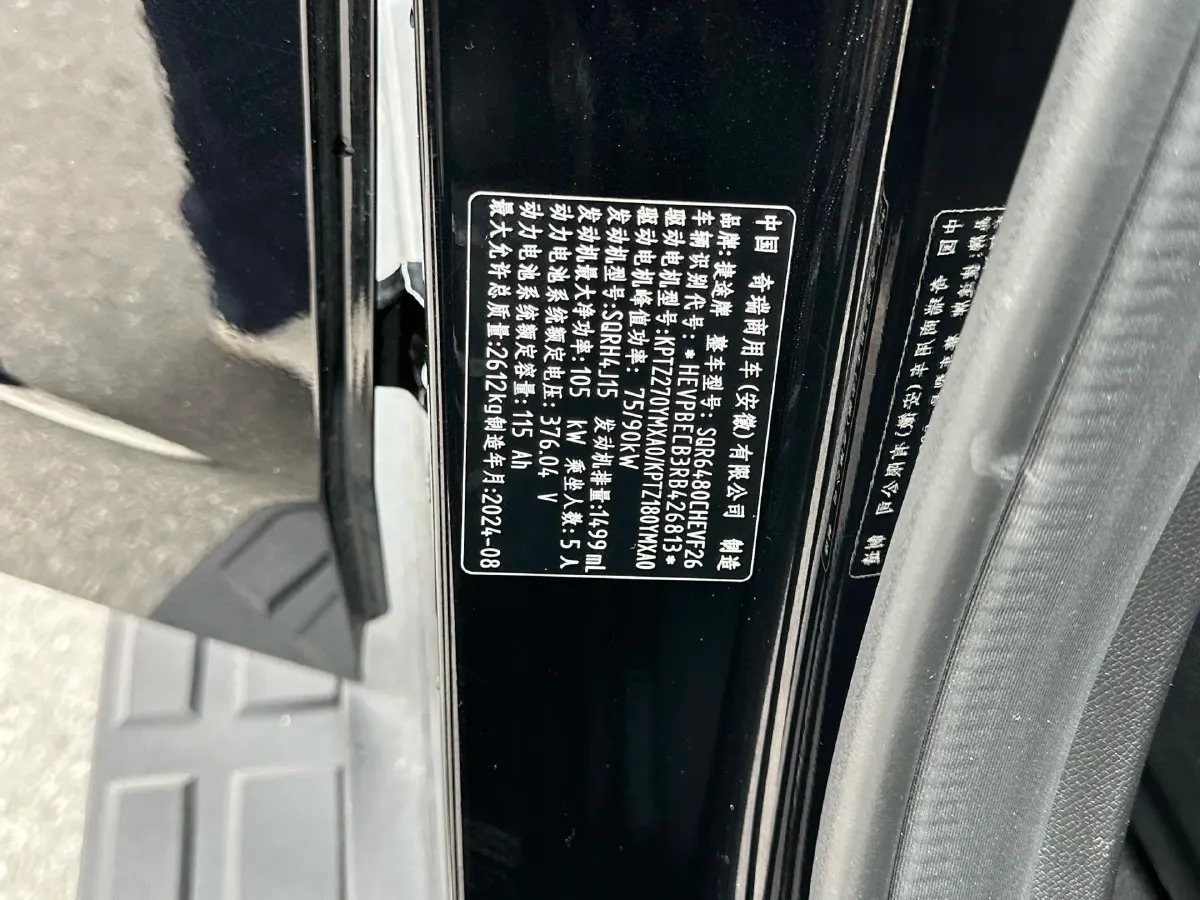 中国 奇瑞商用车(安徽)有限公司 制造
品牌:捷途牌 整车型号:SQR6480CHEVF26
车辆识别代号:*HEVPBECB3RB426813*
驱动电机型号:KPTZ270YMXA0/KPTZ180YMXA0
驱动电机峰值功率: 75/90kW
发动机型号:SQRH4J15 发动机排量:1499 mL
发动机最大净功率:105 kW 乘坐人数:5人
动力电池系统额定电压:376.04 V
动力电池系统额定容量:115 Ah
最大允许总质量:2612kg制造年月:2024-08